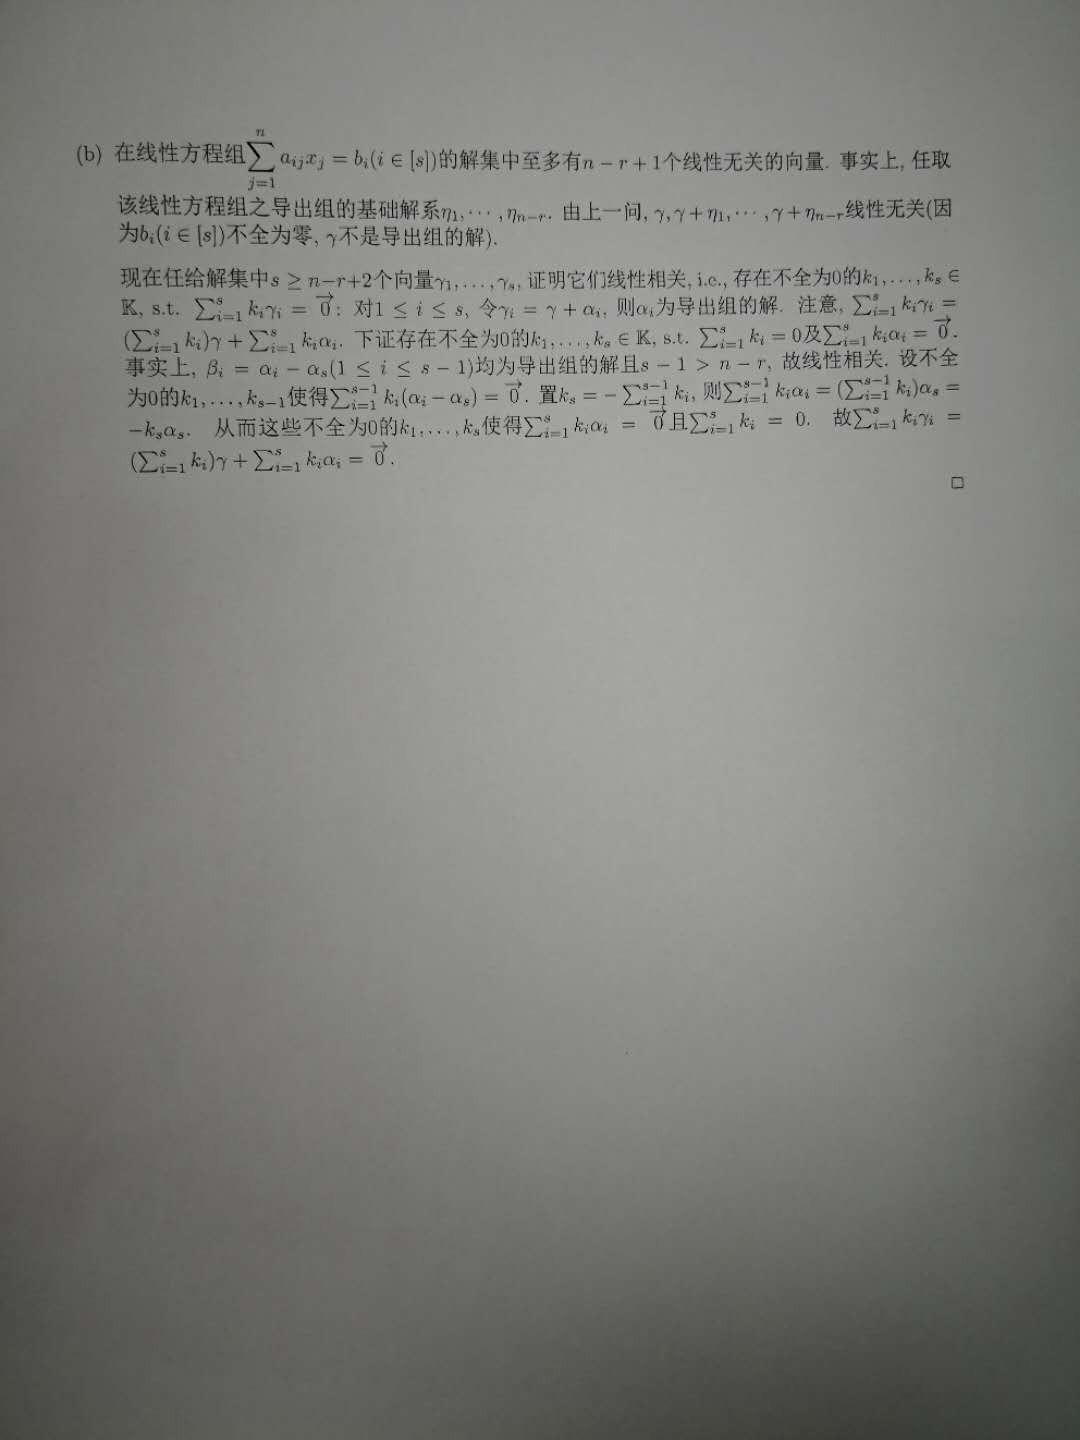 (b) 在线性方程组$\sum_{j=1}^{n} a_{ij}x_j = b_i (i \in [s])$的解集中至多有$n-r+1$个线性无关的向量. 事实上, 任取
该线性方程组之导出组的基础解系$\eta_1, \cdots, \eta_{n-r}$. 由上一问, $\gamma, \gamma+\eta_1, \cdots, \gamma+\eta_{n-r}$线性无关(因
为$b_i (i \in [s])$不全为零, $\gamma$不是导出组的解).
现在任给解集中$s \geq n-r+2$个向量$\gamma_1, \ldots, \gamma_s$, 证明它们线性相关, i.e., 存在不全为0的$k_1, \ldots, k_s \in$
$\mathbb{K}$, s.t. $\sum_{i=1}^{s} k_i\gamma_i = \overrightarrow{0}$: 对$1 \leq i \leq s$, 令$\gamma_i = \gamma + \alpha_i$, 则$\alpha_i$为导出组的解. 注意, $\sum_{i=1}^{s} k_i\gamma_i =$
$(\sum_{i=1}^{s} k_i)\gamma + \sum_{i=1}^{s} k_i\alpha_i$. 下证存在不全为0的$k_1, \ldots, k_s \in \mathbb{K}$, s.t. $\sum_{i=1}^{s} k_i = 0$及$\sum_{i=1}^{s} k_i\alpha_i = \overrightarrow{0}$.
事实上, $\beta_i = \alpha_i - \alpha_s (1 \leq i \leq s-1)$均为导出组的解且$s-1 > n-r$, 故线性相关. 设不全
为0的$k_1, \ldots, k_{s-1}$使得$\sum_{i=1}^{s-1} k_i(\alpha_i - \alpha_s) = \overrightarrow{0}$. 置$k_s = -\sum_{i=1}^{s-1} k_i$, 则$\sum_{i=1}^{s-1} k_i\alpha_i = (\sum_{i=1}^{s-1} k_i)\alpha_s =$
$-k_s\alpha_s$. 从而这些不全为0的$k_1, \ldots, k_s$使得$\sum_{i=1}^{s} k_i\alpha_i = \overrightarrow{0}$且$\sum_{i=1}^{s} k_i = 0$. 故$\sum_{i=1}^{s} k_i\gamma_i =$
$(\sum_{i=1}^{s} k_i)\gamma + \sum_{i=1}^{s} k_i\alpha_i = \overrightarrow{0}$.
□